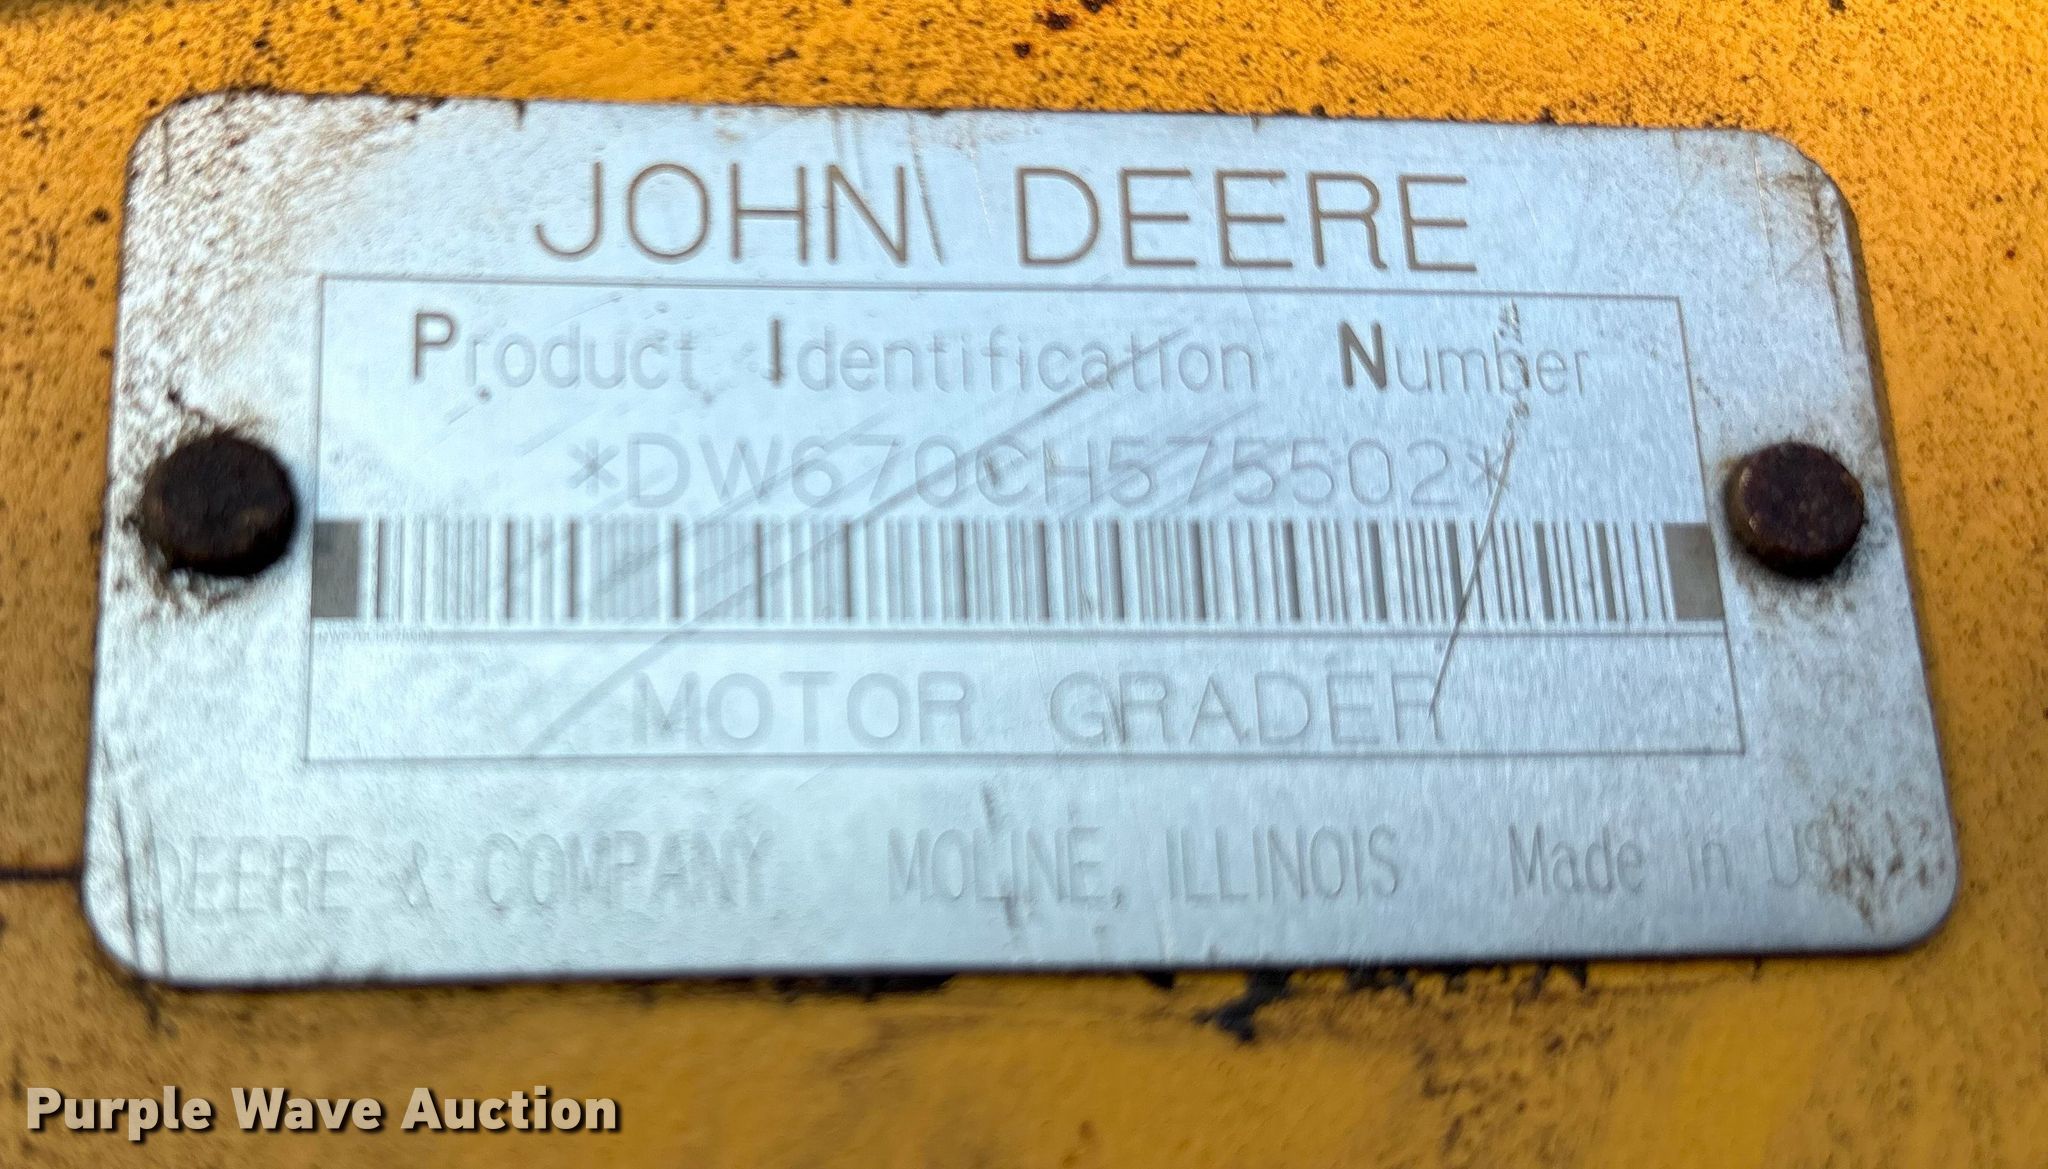 JOHN DEERE
Product Identification Number
*DW670CH575502*
MOTOR GRADER
DEERE & COMPANY MOLINE, ILLINOIS Made in USA
Purple Wave Auction